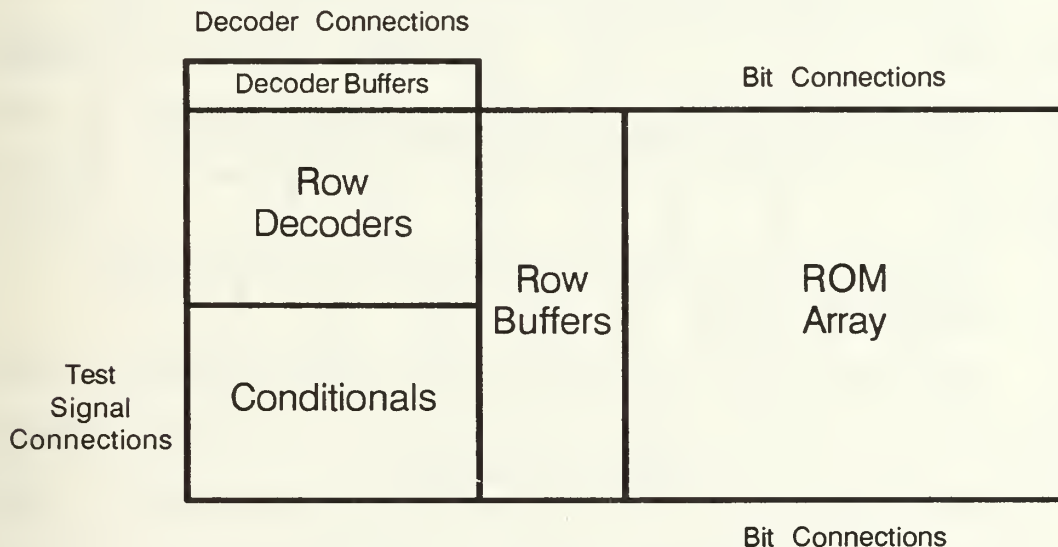 Decoder Connections
Decoder Buffers
Bit Connections
Row
Decoders
Row
Buffers
ROM
Array
Test
Signal
Connections
Conditionals
Bit Connections